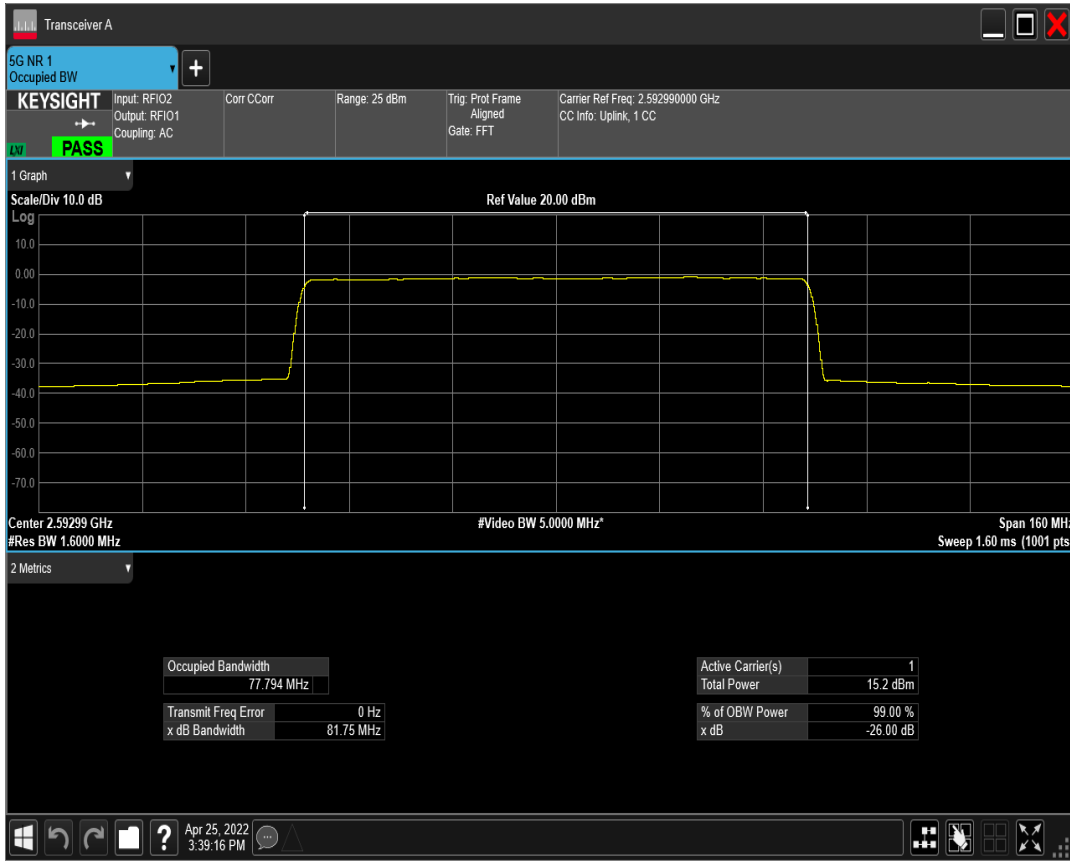 Transceiver A
5G NR 1
Occupied BW
KEYSIGHT
LXI
PASS
Input: RFIO2
Output: RFIO1
Coupling: AC
Corr CCorr
Range: 25 dBm
Trig: Prot Frame
Aligned
Gate: FFT
Carrier Ref Freq: 2.592990000 GHz
CC Info: Uplink, 1 CC
1 Graph
Scale/Div 10.0 dB
Ref Value 20.00 dBm
Log
10.0
0.00
-10.0
-20.0
-30.0
-40.0
-50.0
-60.0
-70.0
Center 2.59299 GHz
#Video BW 5.0000 MHz*
Span 160 MHz
#Res BW 1.6000 MHz
Sweep 1.60 ms (1001 pts
2 Metrics
Occupied Bandwidth
77.794 MHz
Transmit Freq Error 0 Hz
x dB Bandwidth 81.75 MHz
Active Carrier(s) 1
Total Power 15.2 dBm
% of OBW Power 99.00 %
x dB -26.00 dB
?
Apr 25, 2022
3:39:16 PM